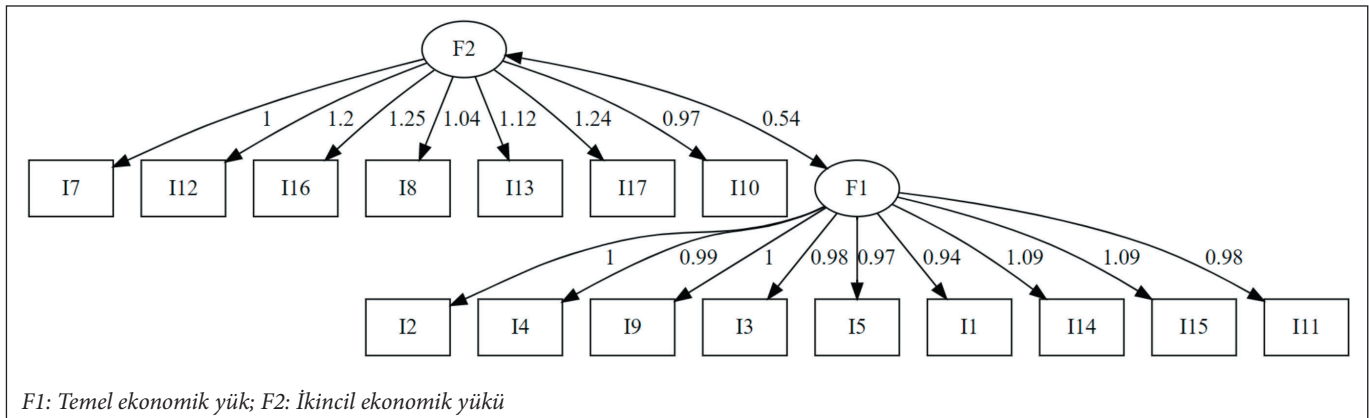 F2
1 1.2 1.25 1.04 1.12 1.24 0.97 0.54
I7 I12 I16 I8 I13 I17 I10 F1
1 0.99 1 0.98 0.97 0.94 1.09 1.09 0.98
I2 I4 I9 I3 I5 I1 I14 I15 I11
F1: Temel ekonomik yük; F2: İkincil ekonomik yükü